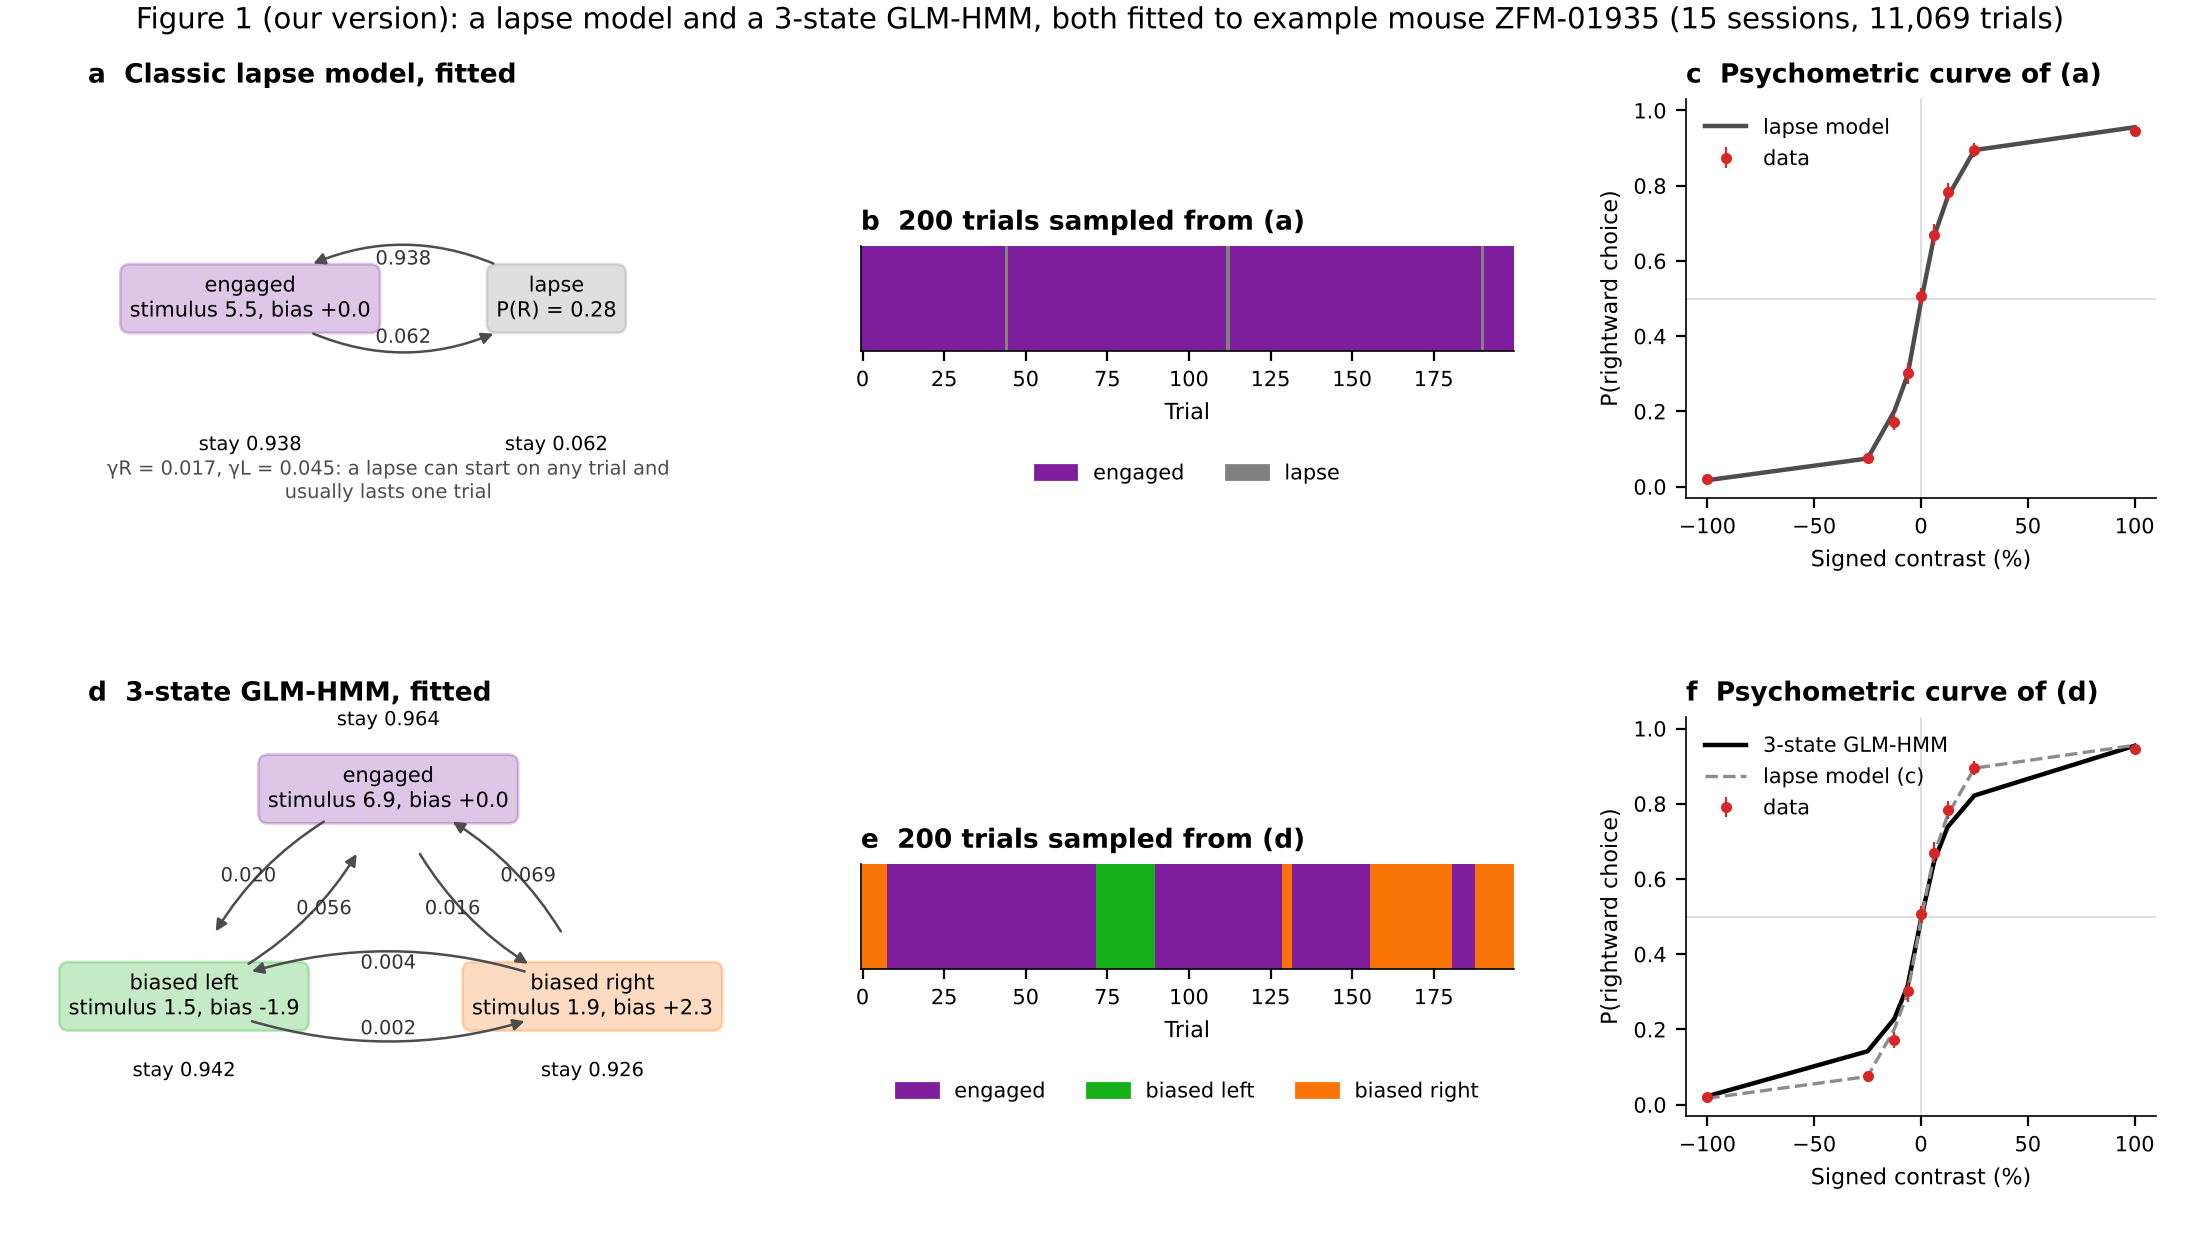 Figure 1 (our version): a lapse model and a 3-state GLM-HMM, both fitted to example mouse ZFM-01935 (15 sessions, 11,069 trials)
a Classic lapse model, fitted
0.938
engaged
stimulus 5.5, bias +0.0
lapse
P(R) = 0.28
0.062
stay 0.938
stay 0.062
γR = 0.017, γL = 0.045: a lapse can start on any trial and
usually lasts one trial
b 200 trials sampled from (a)
0 25 50 75 100 125 150 175
Trial
engaged lapse
c Psychometric curve of (a)
lapse model
data
1.0
0.8
0.6
0.4
0.2
0.0
P(rightward choice)
−100 −50 0 50 100
Signed contrast (%)
d 3-state GLM-HMM, fitted
stay 0.964
engaged
stimulus 6.9, bias +0.0
0.020
0.069
0.056
0.016
0.004
biased left
stimulus 1.5, bias -1.9
biased right
stimulus 1.9, bias +2.3
0.002
stay 0.942
stay 0.926
e 200 trials sampled from (d)
0 25 50 75 100 125 150 175
Trial
engaged biased left biased right
f Psychometric curve of (d)
3-state GLM-HMM
lapse model (c)
data
1.0
0.8
0.6
0.4
0.2
0.0
P(rightward choice)
−100 −50 0 50 100
Signed contrast (%)